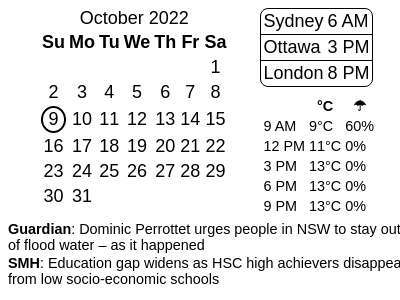 October 2022
Su Mo Tu We Th Fr Sa
1
2 3 4 5 6 7 8
9 10 11 12 13 14 15
16 17 18 19 20 21 22
23 24 25 26 27 28 29
30 31
Sydney 6 AM
Ottawa 3 PM
London 8 PM
°C ☂
9 AM 9°C 60%
12 PM 11°C 0%
3 PM 13°C 0%
6 PM 13°C 0%
9 PM 13°C 0%
Guardian: Dominic Perrottet urges people in NSW to stay out
of flood water – as it happened
SMH: Education gap widens as HSC high achievers disappea
from low socio-economic schools